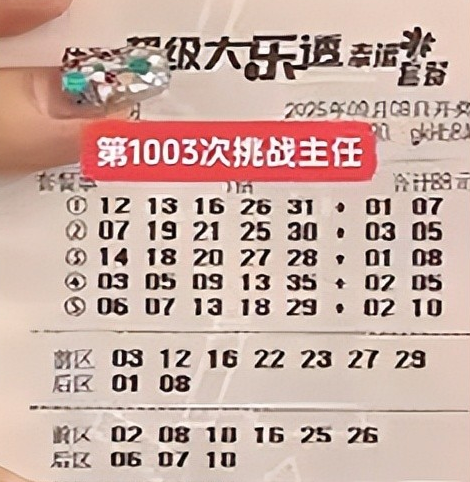 超级大乐透幸运
套餐
2025年09月08日开奖
第1003次挑战主任
套餐票
合计88元
① 12 13 16 26 31 + 01 07
② 07 19 21 25 30 + 03 05
③ 14 18 20 27 28 + 01 08
④ 03 05 09 13 35 + 02 05
⑤ 06 07 13 18 29 + 02 10
前区 03 12 16 22 23 27 29
后区 01 08
前区 02 08 10 16 25 26
后区 06 07 10